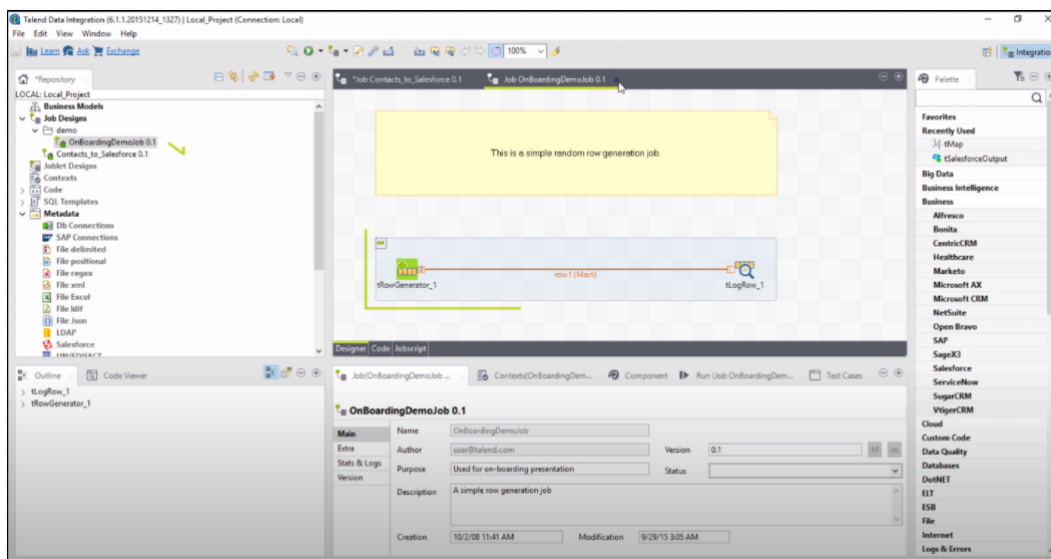 Talend Data Integration (6.1.1.20151214_1327) | Local_Project (Connection: Local)
File Edit View Window Help
Learn Ask Exchange
100%
Integration
*Repository
LOCAL: Local_Project
Business Models
Job Designs
demo
OnBoardingDemoJob 0.1
Contacts_to_Salesforce 0.1
Joblet Designs
Contexts
Code
SQL Templates
Metadata
Db Connections
SAP Connections
File delimited
File positional
File regex
File xml
File Excel
File ldif
File Json
LDAP
Salesforce
UN/EDIFACT
Outline Code Viewer
tLogRow_1
tRowGenerator_1
*Job Contacts_to_Salesforce 0.1 Job OnBoardingDemoJob 0.1
This is a simple random row generation job.
row1 (Main)
tRowGenerator_1 tLogRow_1
Designer Code Jobscript
Job(OnBoardingDemoJob ... Contexts(OnBoardingDem... Component Run (Job OnBoardingDem... Test Cases
OnBoardingDemoJob 0.1
Main
Extra
Stats & Logs
Version
Name OnBoardingDemoJob
Author user@talend.com Version 0.1 M m
Purpose Used for on-boarding presentation Status
Description A simple row generation job
Creation 10/2/08 11:41 AM Modification 9/29/15 3:05 AM
Palette
Favorites
Recently Used
tMap
tSalesforceOutput
Big Data
Business Intelligence
Business
Alfresco
Bonita
CentricCRM
Healthcare
Marketo
Microsoft AX
Microsoft CRM
NetSuite
Open Bravo
SAP
SageX3
Salesforce
ServiceNow
SugarCRM
VtigerCRM
Cloud
Custom Code
Data Quality
Databases
DotNET
ELT
ESB
File
Internet
Logs & Errors